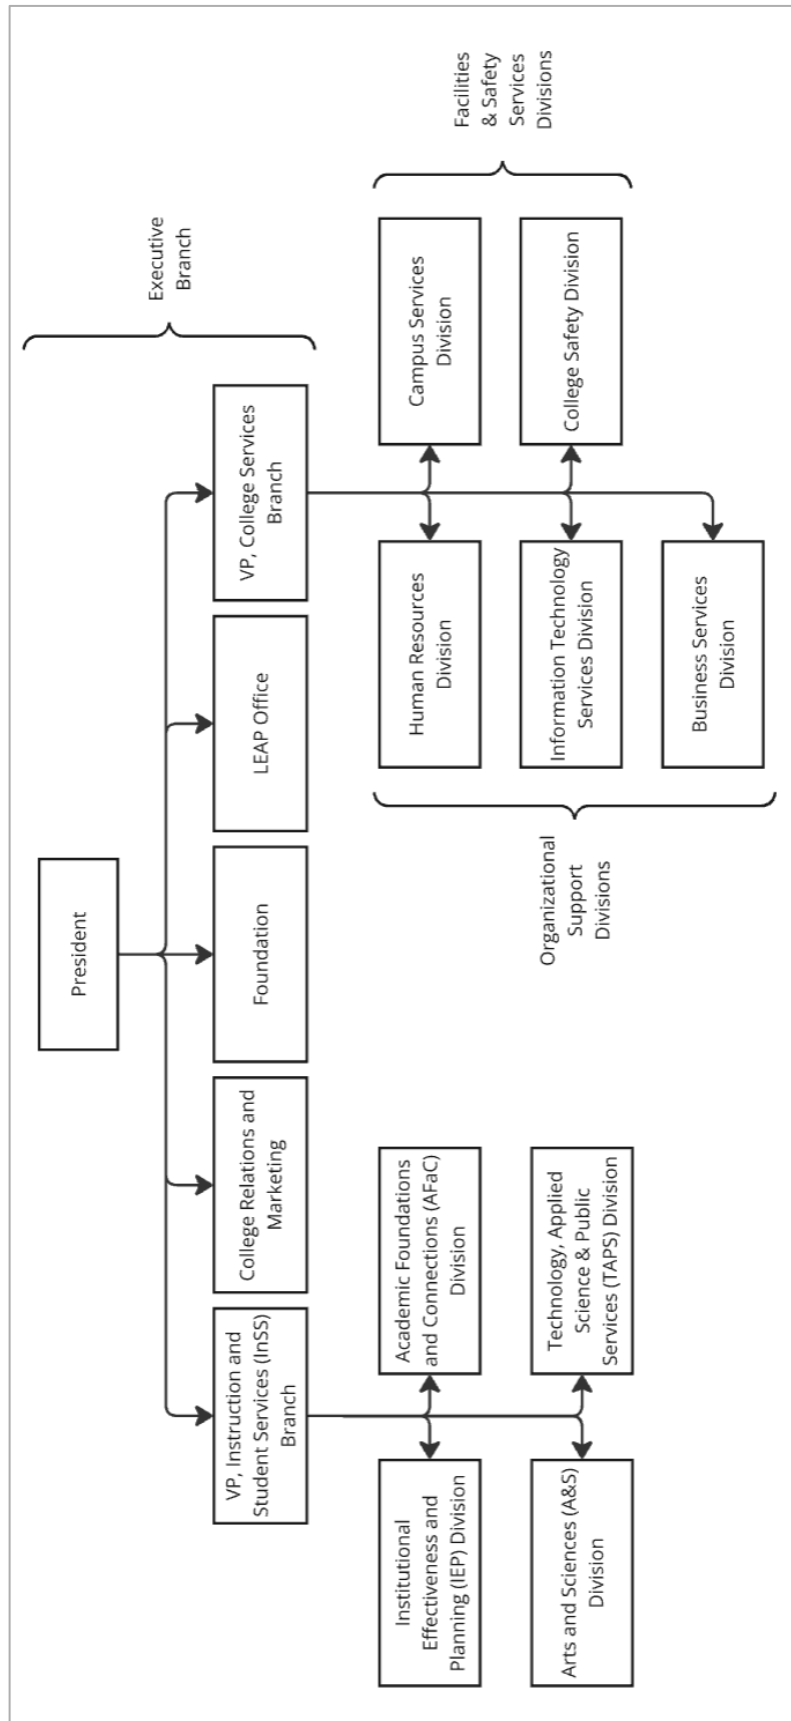 President
Executive
Branch
VP, Instruction and
Student Services (InSS)
Branch
College Relations and
Marketing
Foundation
LEAP Office
VP, College Services
Branch
Institutional
Effectiveness and
Planning (IEP) Division
Academic Foundations
and Connections (AFaC)
Division
Arts and Sciences (A&S)
Division
Technology, Applied
Science & Public
Services (TAPS) Division
Organizational
Support
Divisions
Human Resources
Division
Campus Services
Division
Information Technology
Services Division
College Safety Division
Business Services
Division
Facilities
& Safety
Services
Divisions